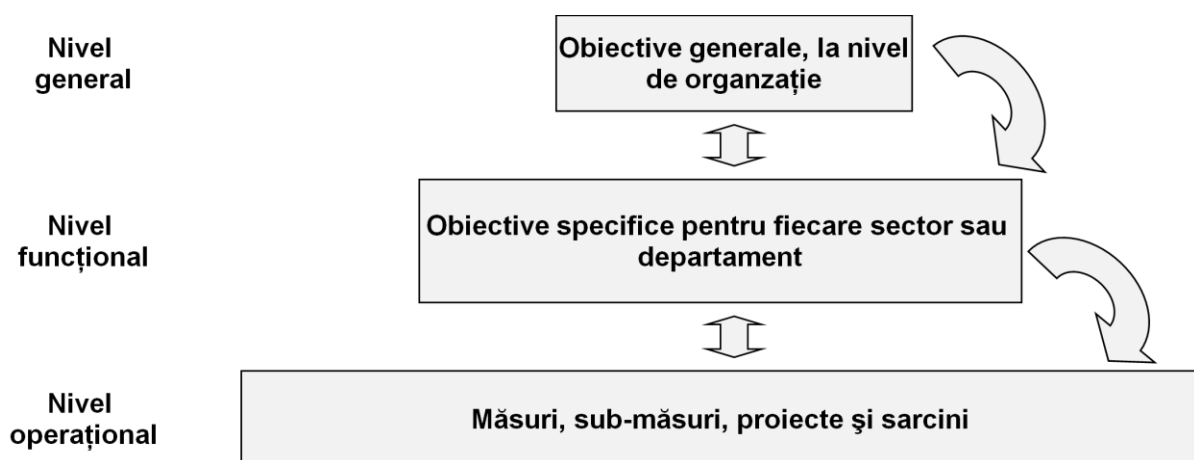 Nivel
general
Obiective generale, la nivel
de organzație
Nivel
funcțional
Obiective specifice pentru fiecare sector sau
departament
Nivel
operațional
Măsuri, sub-măsuri, proiecte şi sarcini